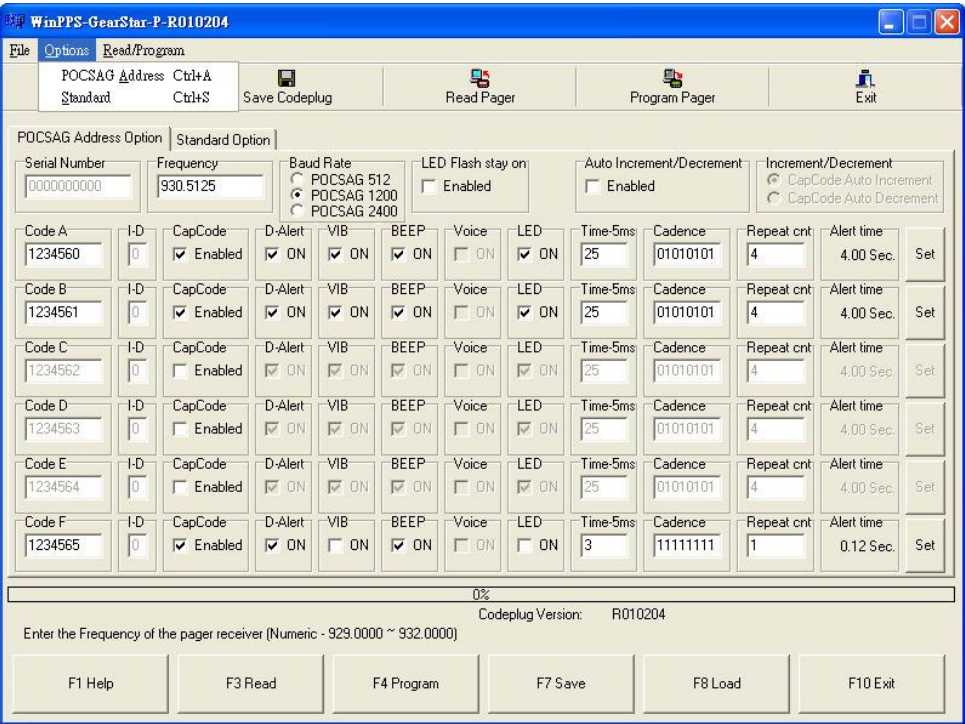 WinPPS-GearStar-P-R010204
File Options Read/Program
POCSAG Address Ctrl+A
Standard Ctrl+S
Save Codeplug Read Pager Program Pager Exit
POCSAG Address Option Standard Option
Serial Number Frequency Baud Rate LED Flash stay on Auto Increment/Decrement Increment/Decrement
0000000000 930.5125 POCSAG 512 Enabled Enabled CapCode Auto Increment
POCSAG 1200 CapCode Auto Decrement
POCSAG 2400
Code A I-D CapCode D-Alert VIB BEEP Voice LED Time-5ms Cadence Repeat cnt Alert time
1234560 0 Enabled ON ON ON ON ON 25 01010101 4 4.00 Sec. Set
Code B I-D CapCode D-Alert VIB BEEP Voice LED Time-5ms Cadence Repeat cnt Alert time
1234561 0 Enabled ON ON ON ON ON 25 01010101 4 4.00 Sec. Set
Code C I-D CapCode D-Alert VIB BEEP Voice LED Time-5ms Cadence Repeat cnt Alert time
1234562 0 Enabled ON ON ON ON ON 25 01010101 4 4.00 Sec. Set
Code D I-D CapCode D-Alert VIB BEEP Voice LED Time-5ms Cadence Repeat cnt Alert time
1234563 0 Enabled ON ON ON ON ON 25 01010101 4 4.00 Sec. Set
Code E I-D CapCode D-Alert VIB BEEP Voice LED Time-5ms Cadence Repeat cnt Alert time
1234564 0 Enabled ON ON ON ON ON 25 01010101 4 4.00 Sec. Set
Code F I-D CapCode D-Alert VIB BEEP Voice LED Time-5ms Cadence Repeat cnt Alert time
1234565 0 Enabled ON ON ON ON ON 3 11111111 1 0.12 Sec. Set
0%
Codeplug Version: R010204
Enter the Frequency of the pager receiver (Numeric - 929.0000 ~ 932.0000)
F1 Help F3 Read F4 Program F7 Save F8 Load F10 Exit